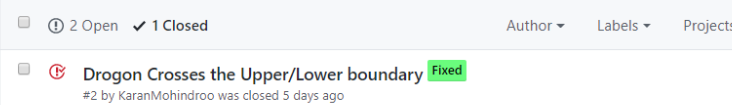 2 Open 1 Closed Author Labels Projects
Drogon Crosses the Upper/Lower boundary Fixed
#2 by KaranMohindroo was closed 5 days ago